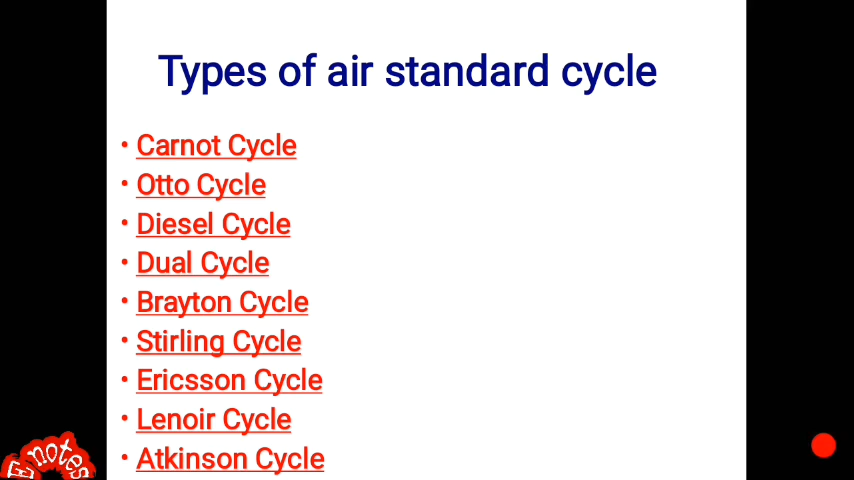 Types of air standard cycle
• Carnot Cycle
• Otto Cycle
• Diesel Cycle
• Dual Cycle
• Brayton Cycle
• Stirling Cycle
• Ericsson Cycle
• Lenoir Cycle
• Atkinson Cycle
E notes